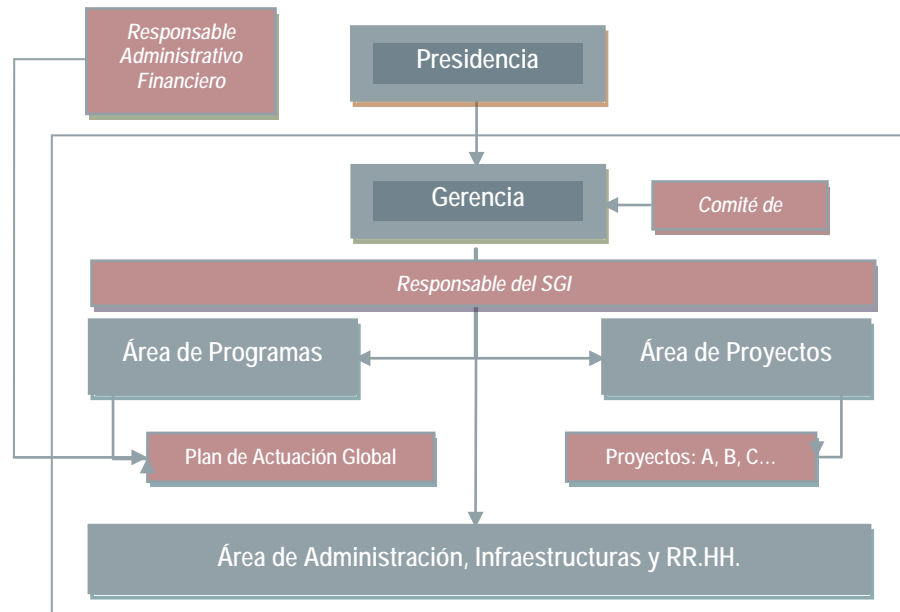 Responsable
Administrativo
Financiero
Presidencia
Gerencia
Comité de
Responsable del SGI
Área de Programas
Área de Proyectos
Plan de Actuación Global
Proyectos: A, B, C...
Área de Administración, Infraestructuras y RR.HH.